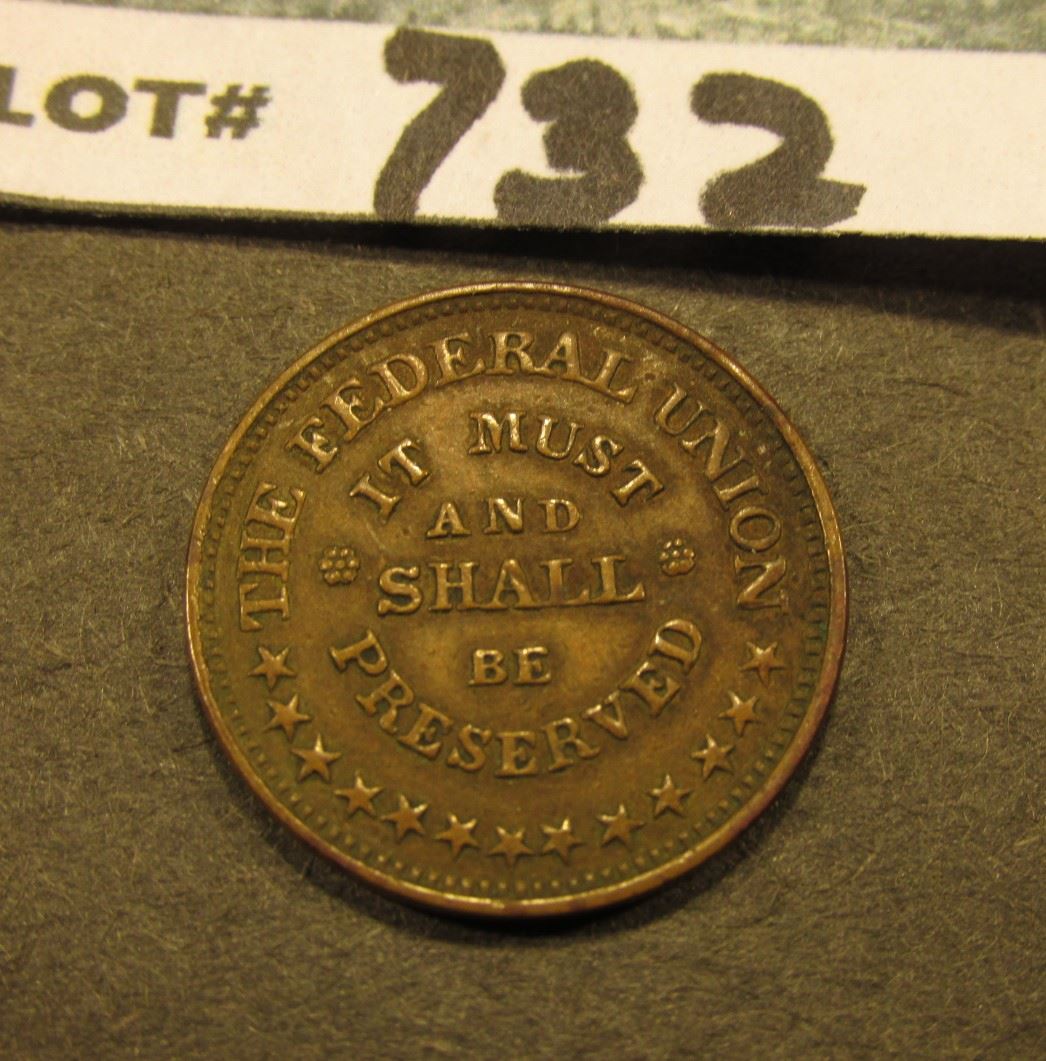 LOT# 732
THE FEDERAL UNION
IT MUST
AND
SHALL
BE
PRESERVED